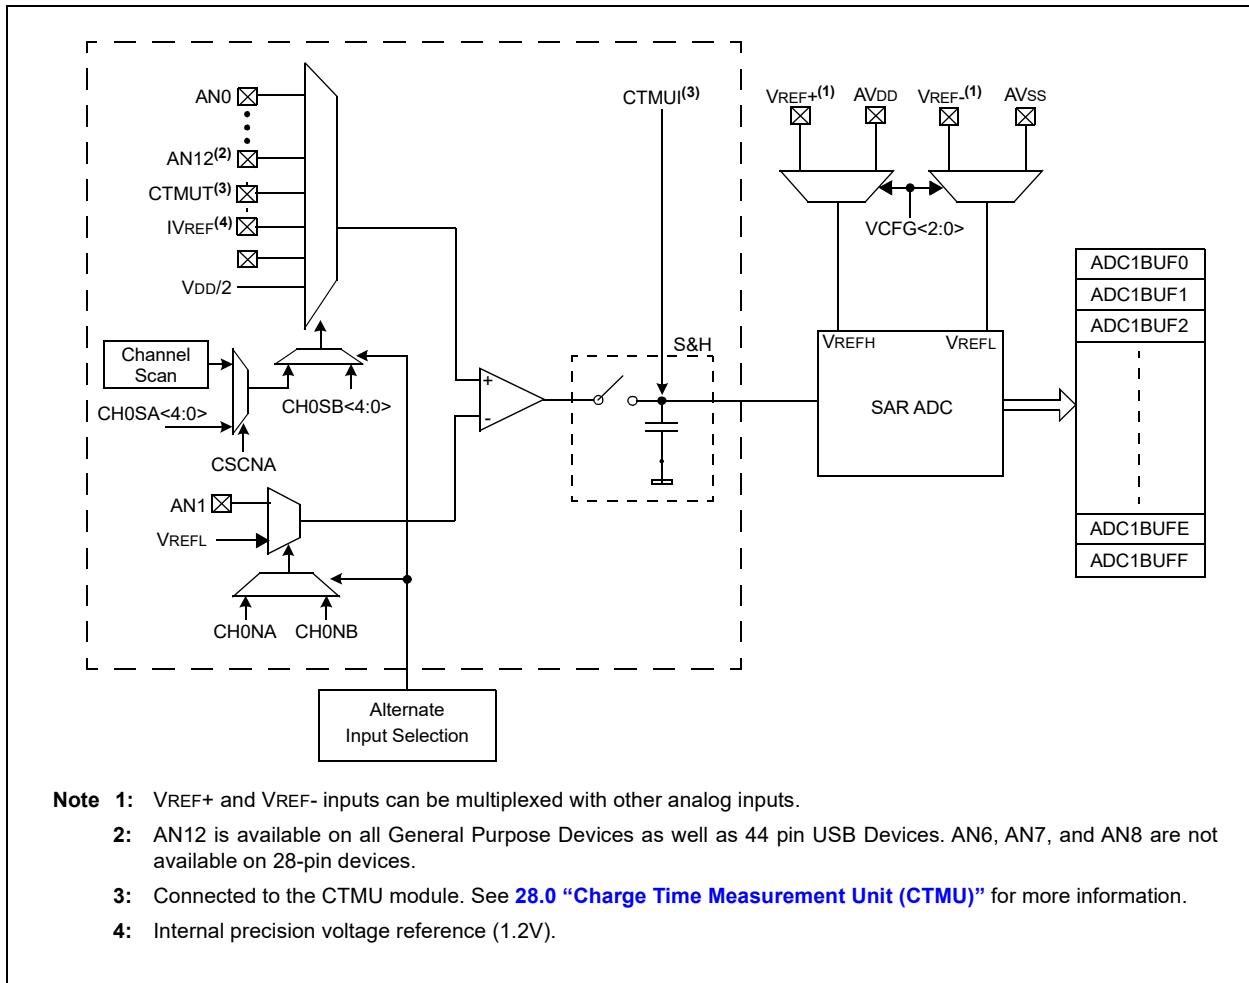 AN0
AN12(2)
CTMUT(3)
IVREF(4)
VDD/2
Channel
Scan
CH0SA<4:0>
CH0SB<4:0>
CSCNA
AN1
VREFL
CH0NA
CH0NB
Alternate
Input Selection
+
-
CTMUI(3)
S&H
VREF+(1)
AVDD
VREF-(1)
AVSS
VCFG<2:0>
VREFH
VREFL
SAR ADC
ADC1BUF0
ADC1BUF1
ADC1BUF2
ADC1BUFE
ADC1BUFF
Note 1: VREF+ and VREF- inputs can be multiplexed with other analog inputs.
2: AN12 is available on all General Purpose Devices as well as 44 pin USB Devices. AN6, AN7, and AN8 are not
available on 28-pin devices.
3: Connected to the CTMU module. See 28.0 “Charge Time Measurement Unit (CTMU)” for more information.
4: Internal precision voltage reference (1.2V).